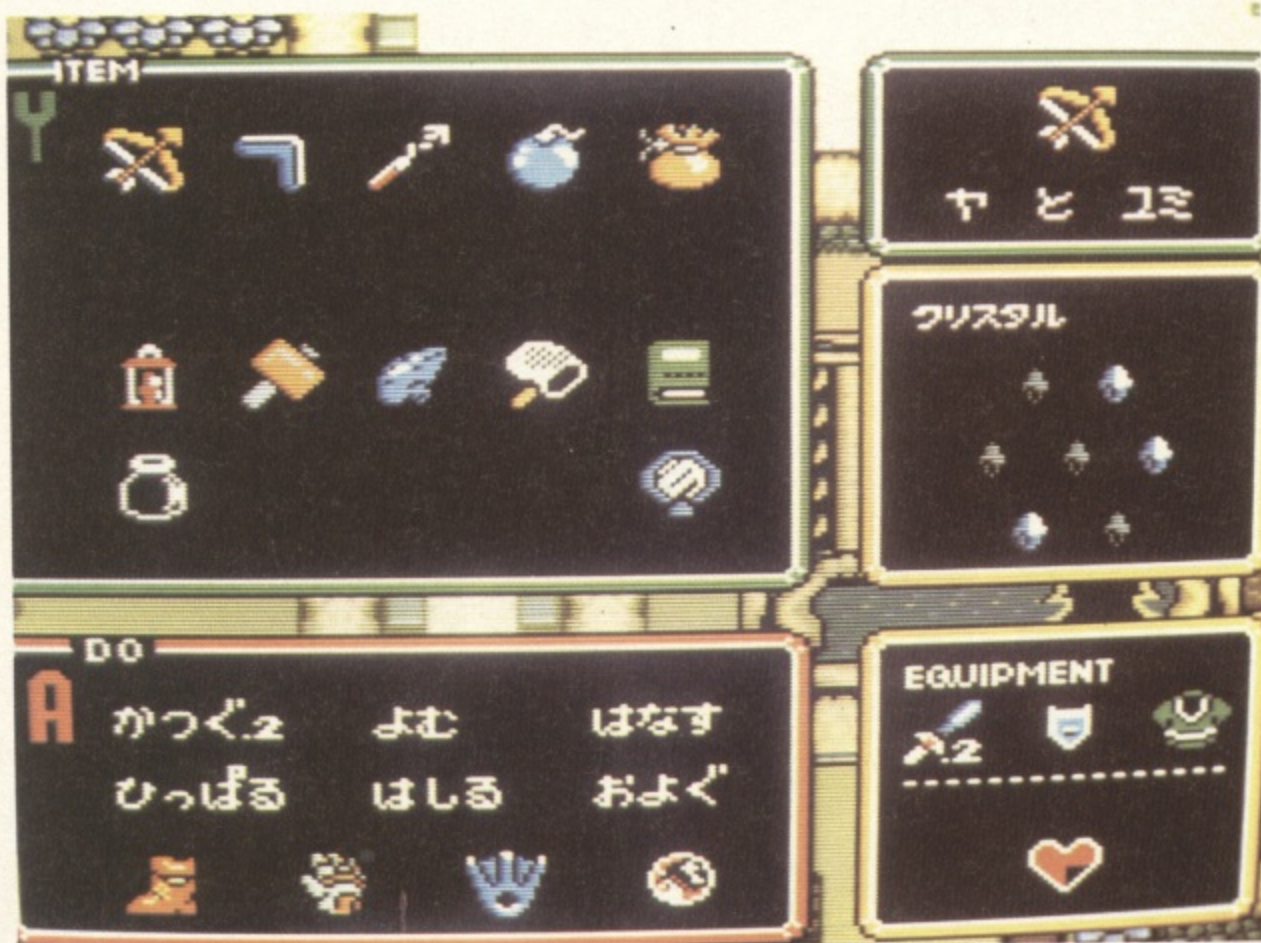 ITEM
Y
ヤ と ユミ
クリスタル
DO
A
かつぐ.2 よむ はなす
ひっぱる はしる およぐ
EQUIPMENT
.2